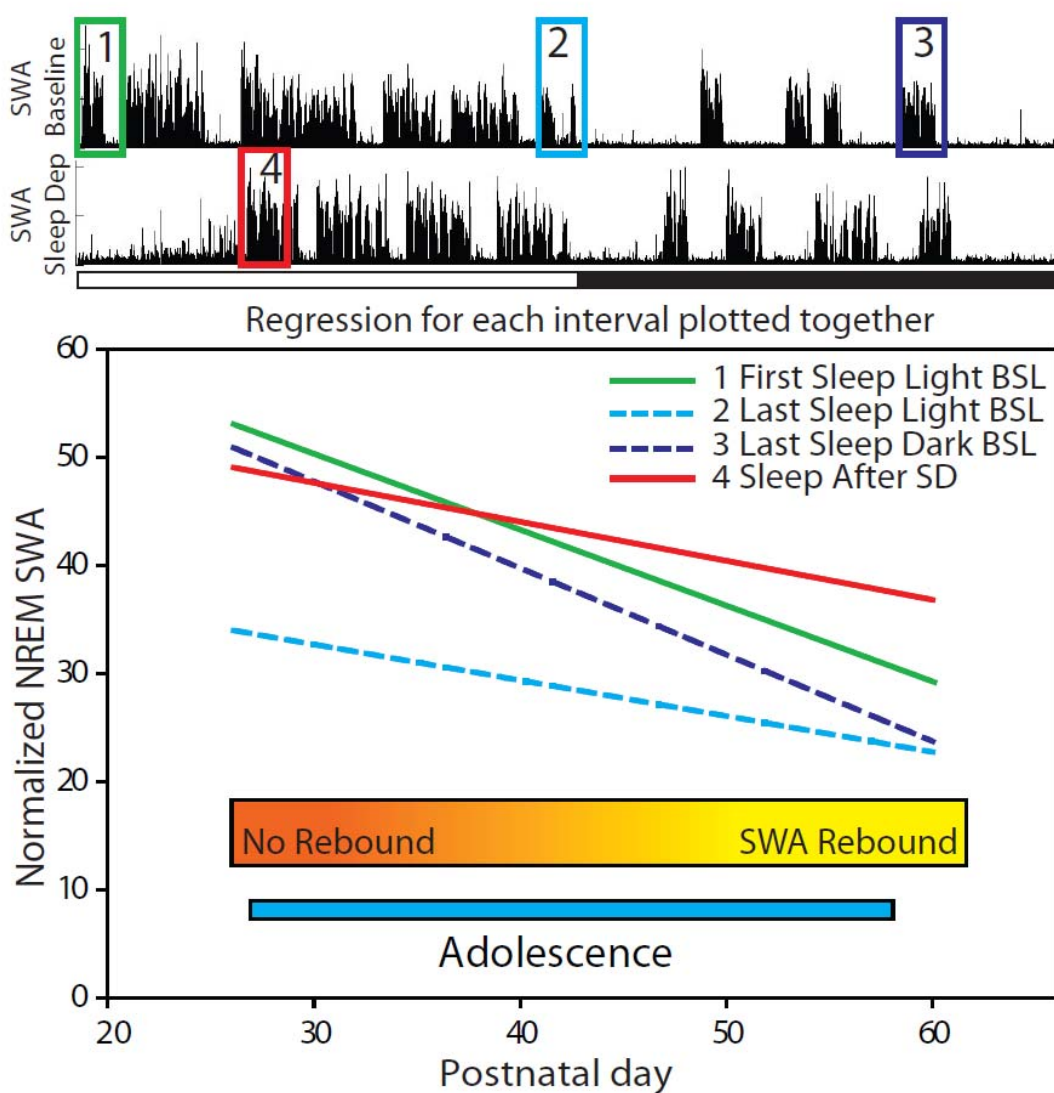 SWA
Baseline
1
2
3
SWA
Sleep Dep
4
Regression for each interval plotted together
1 First Sleep Light BSL
2 Last Sleep Light BSL
3 Last Sleep Dark BSL
4 Sleep After SD
Normalized NREM SWA
60
50
40
30
20
10
0
No Rebound
SWA Rebound
Adolescence
20
30
40
50
60
Postnatal day